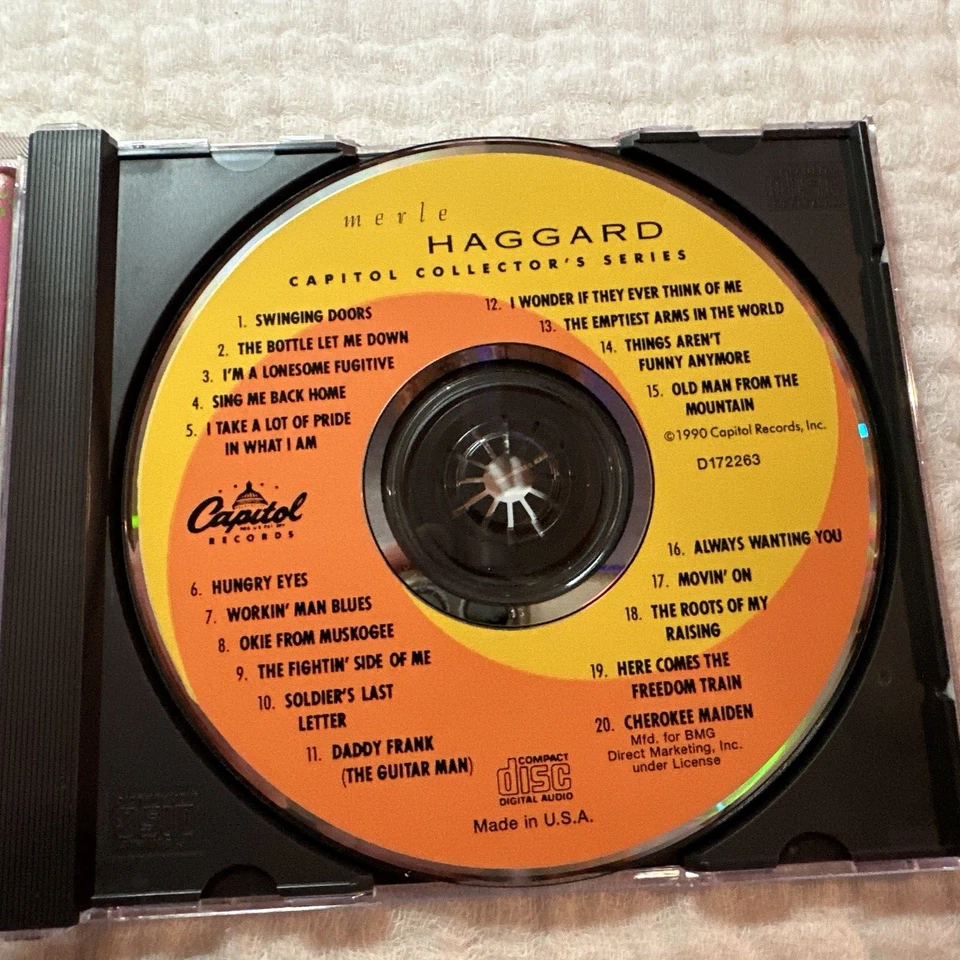 merle
HAGGARD
CAPITOL COLLECTOR'S SERIES
1. SWINGING DOORS
2. THE BOTTLE LET ME DOWN
3. I'M A LONESOME FUGITIVE
4. SING ME BACK HOME
5. I TAKE A LOT OF PRIDE
IN WHAT I AM
Capitol
RECORDS
6. HUNGRY EYES
7. WORKIN' MAN BLUES
8. OKIE FROM MUSKOGEE
9. THE FIGHTIN' SIDE OF ME
10. SOLDIER'S LAST
LETTER
11. DADDY FRANK
(THE GUITAR MAN)
12. I WONDER IF THEY EVER THINK OF ME
13. THE EMPTIEST ARMS IN THE WORLD
14. THINGS AREN'T
FUNNY ANYMORE
15. OLD MAN FROM THE
MOUNTAIN
©1990 Capitol Records, Inc.
D172263
16. ALWAYS WANTING YOU
17. MOVIN' ON
18. THE ROOTS OF MY
RAISING
19. HERE COMES THE
FREEDOM TRAIN
20. CHEROKEE MAIDEN
Mfd. for BMG
Direct Marketing, Inc.
under License
COMPACT
disc
DIGITAL AUDIO
Made in U.S.A.